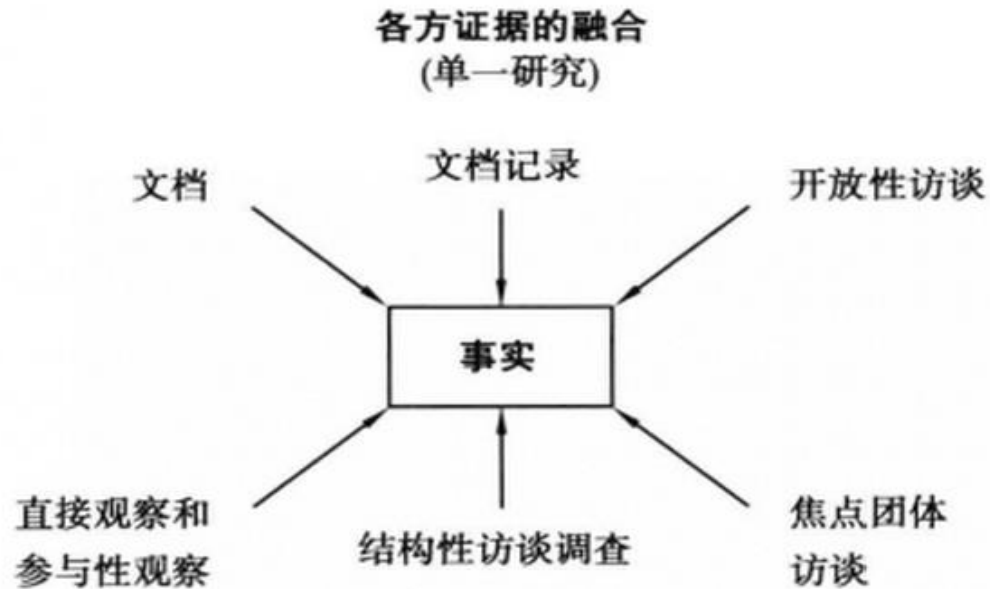 各方证据的融合
(单一研究)
文档
文档记录
开放性访谈
事实
直接观察和
参与性观察
结构性访谈调查
焦点团体
访谈